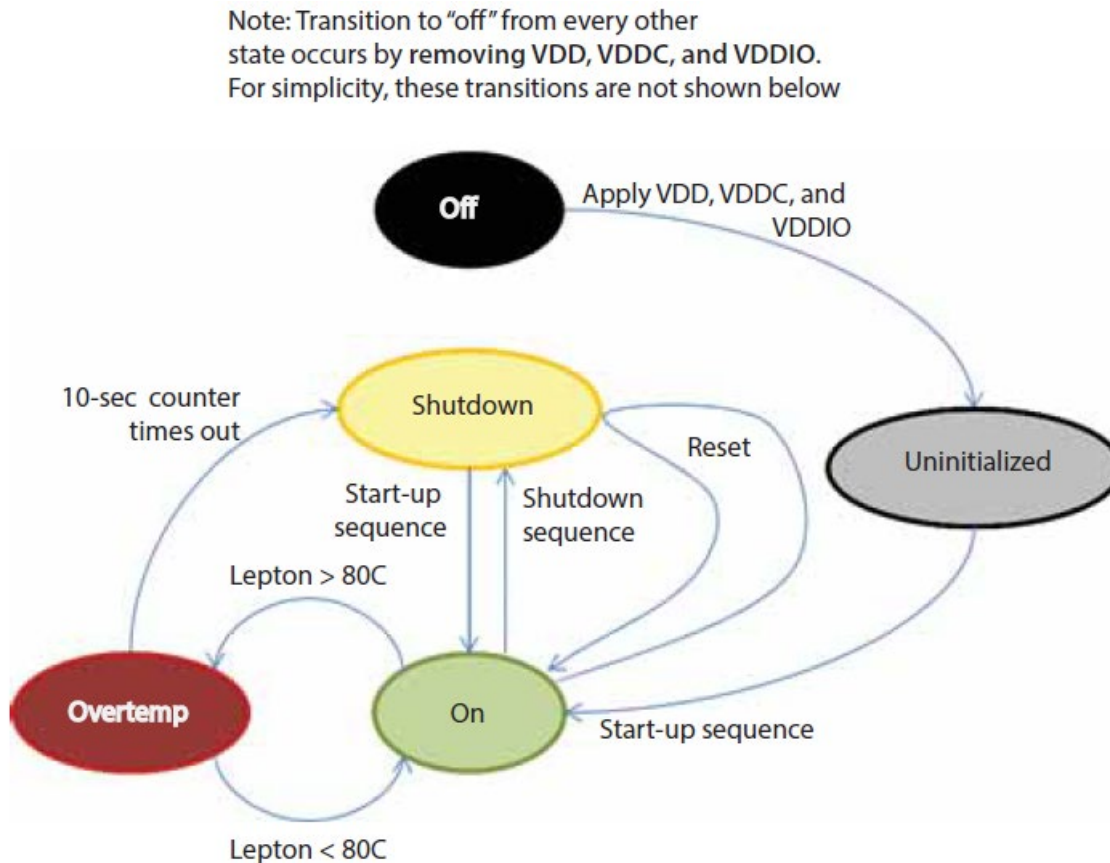 Note: Transition to “off” from every other
state occurs by removing VDD, VDDC, and VDDIO.
For simplicity, these transitions are not shown below
Off
Apply VDD, VDDC, and
VDDIO
10-sec counter
times out
Shutdown
Reset
Uninitialized
Start-up
sequence
Shutdown
sequence
Lepton > 80C
Overtemp
On
Start-up sequence
Lepton < 80C